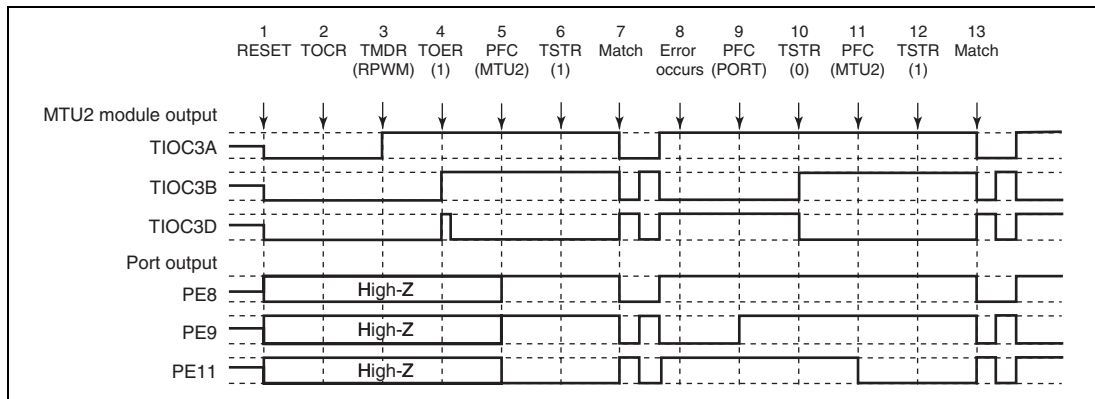 1 2 3 4 5 6 7 8 9 10 11 12 13
RESET TOCR TMDR TOER PFC TSTR Match Error PFC TSTR PFC TSTR Match
(RPWM) (1) (MTU2) (1) occurs (PORT) (0) (MTU2) (1)
MTU2 module output
TIOC3A
TIOC3B
TIOC3D
Port output
PE8 High-Z
PE9 High-Z
PE11 High-Z